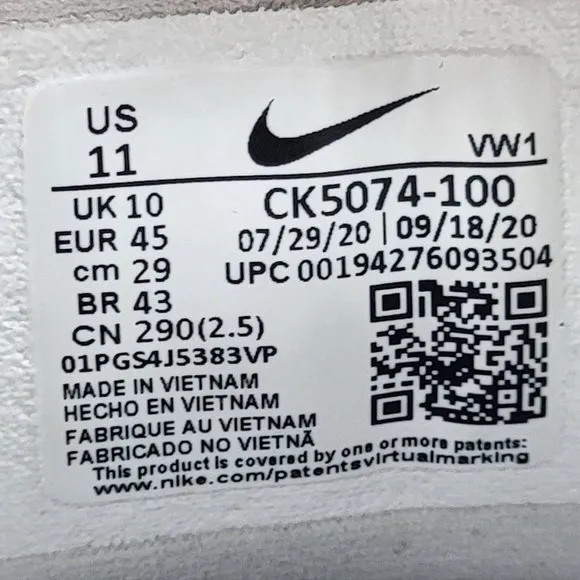 US
11
VW1
UK 10
CK5074-100
EUR 45
07/29/20 | 09/18/20
cm 29
UPC 00194276093504
BR 43
CN 290(2.5)
01PGS4J5383VP
MADE IN VIETNAM
HECHO EN VIETNAM
FABRIQUE AU VIETNAM
FABRICADO NO VIETNÃ
This product is covered by one or more patents:
www.nike.com/patentsvirtualmarking